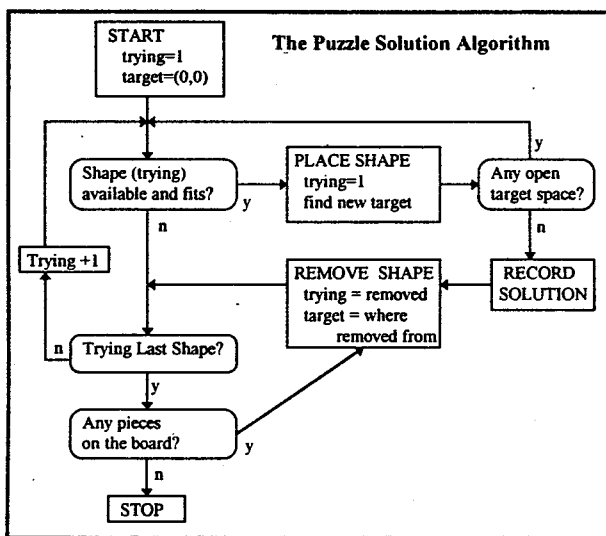 The Puzzle Solution Algorithm
START
trying=1
target=(0,0)
Shape (trying)
available and fits?
y
n
PLACE SHAPE
trying=1
find new target
Any open
target space?
y
n
Trying +1
REMOVE SHAPE
trying = removed
target = where
removed from
RECORD
SOLUTION
n
Trying Last Shape?
y
Any pieces
on the board?
y
n
STOP